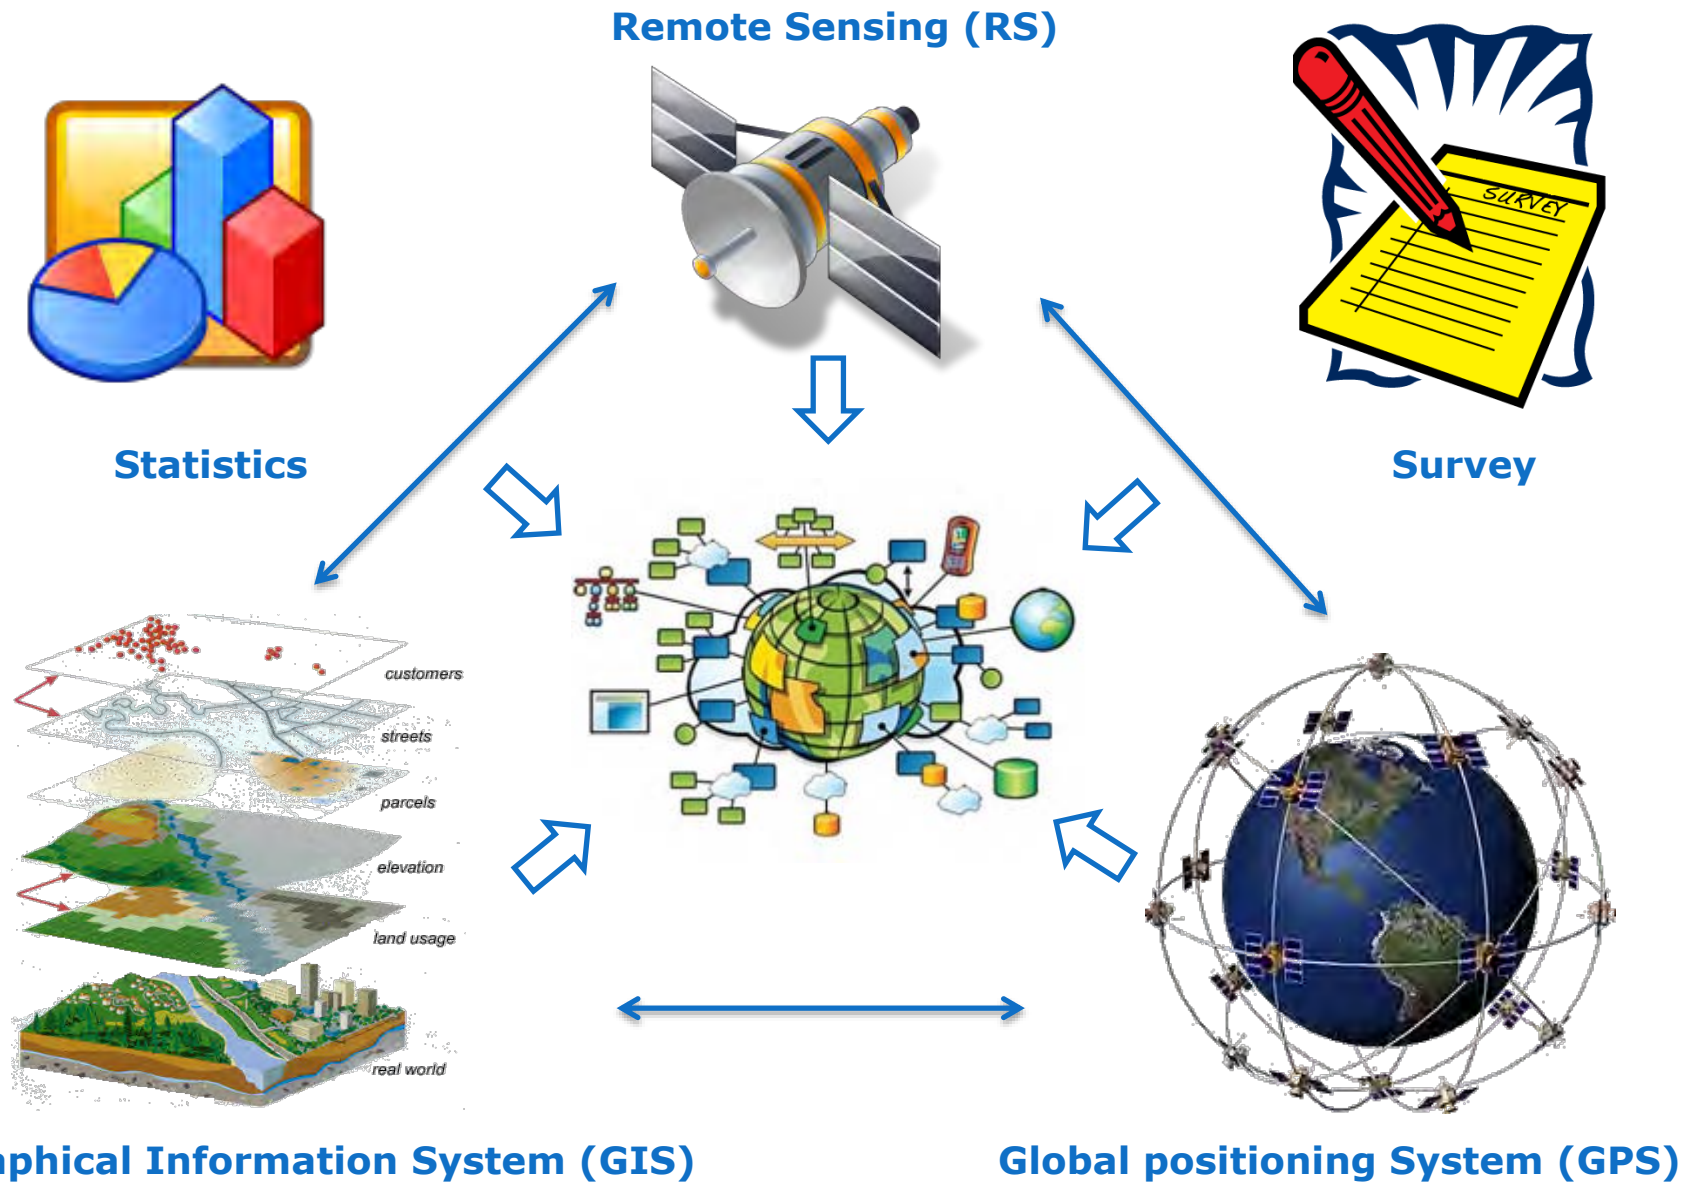 Remote Sensing (RS)
SURVEY
Statistics
Survey
customers
streets
parcels
elevation
land usage
real world
aphical Information System (GIS)
Global positioning System (GPS)